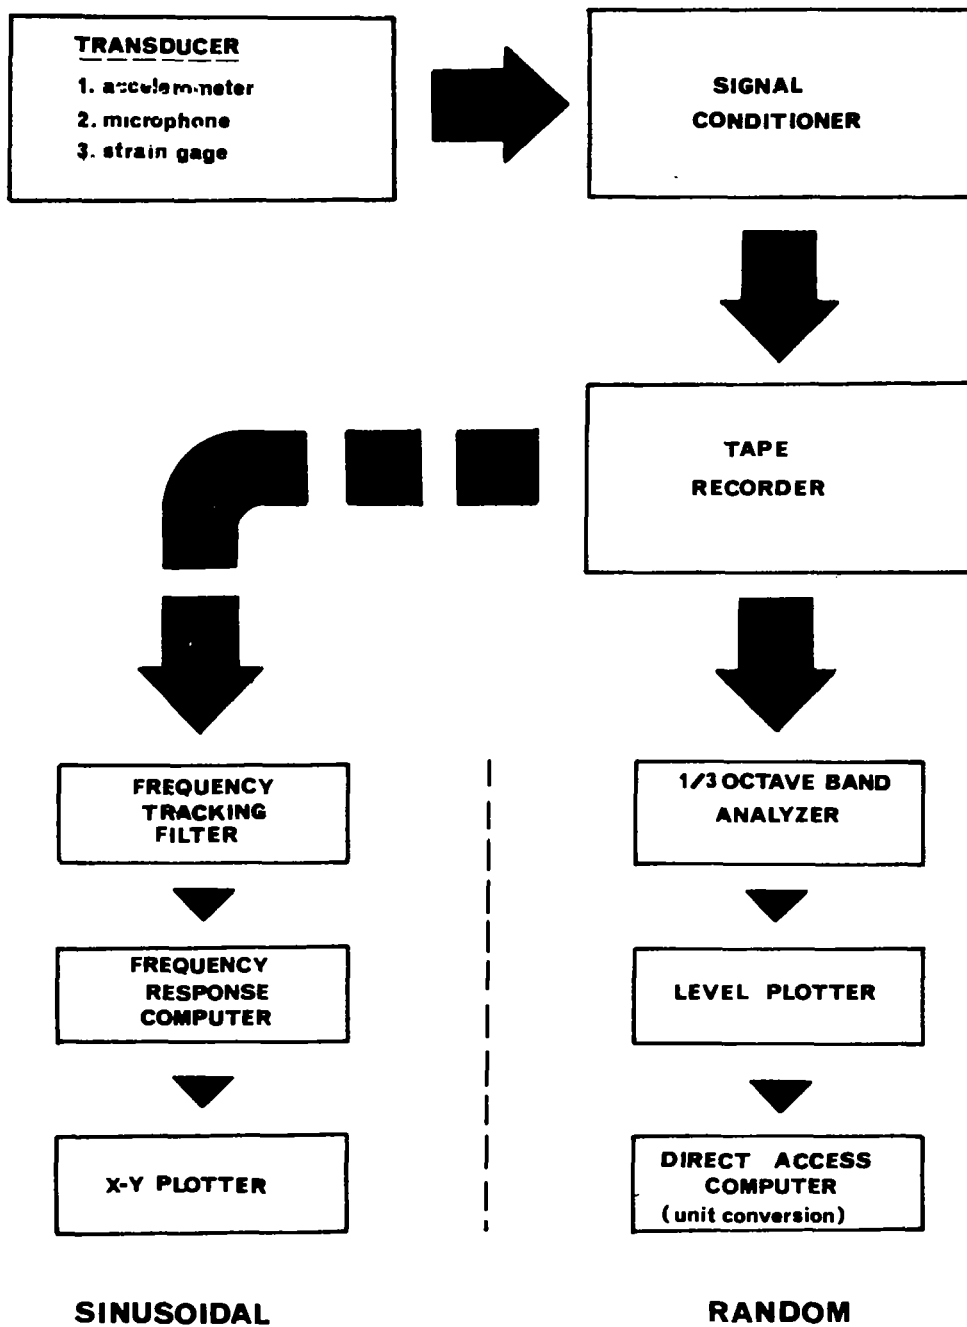 TRANSDUCER
1. accelerometer
2. microphone
3. strain gage
SIGNAL
CONDITIONER
TAPE
RECORDER
FREQUENCY
TRACKING
FILTER
FREQUENCY
RESPONSE
COMPUTER
X-Y PLOTTER
1/3 OCTAVE BAND
ANALYZER
LEVEL PLOTTER
DIRECT ACCESS
COMPUTER
(unit conversion)
SINUSOIDAL
RANDOM